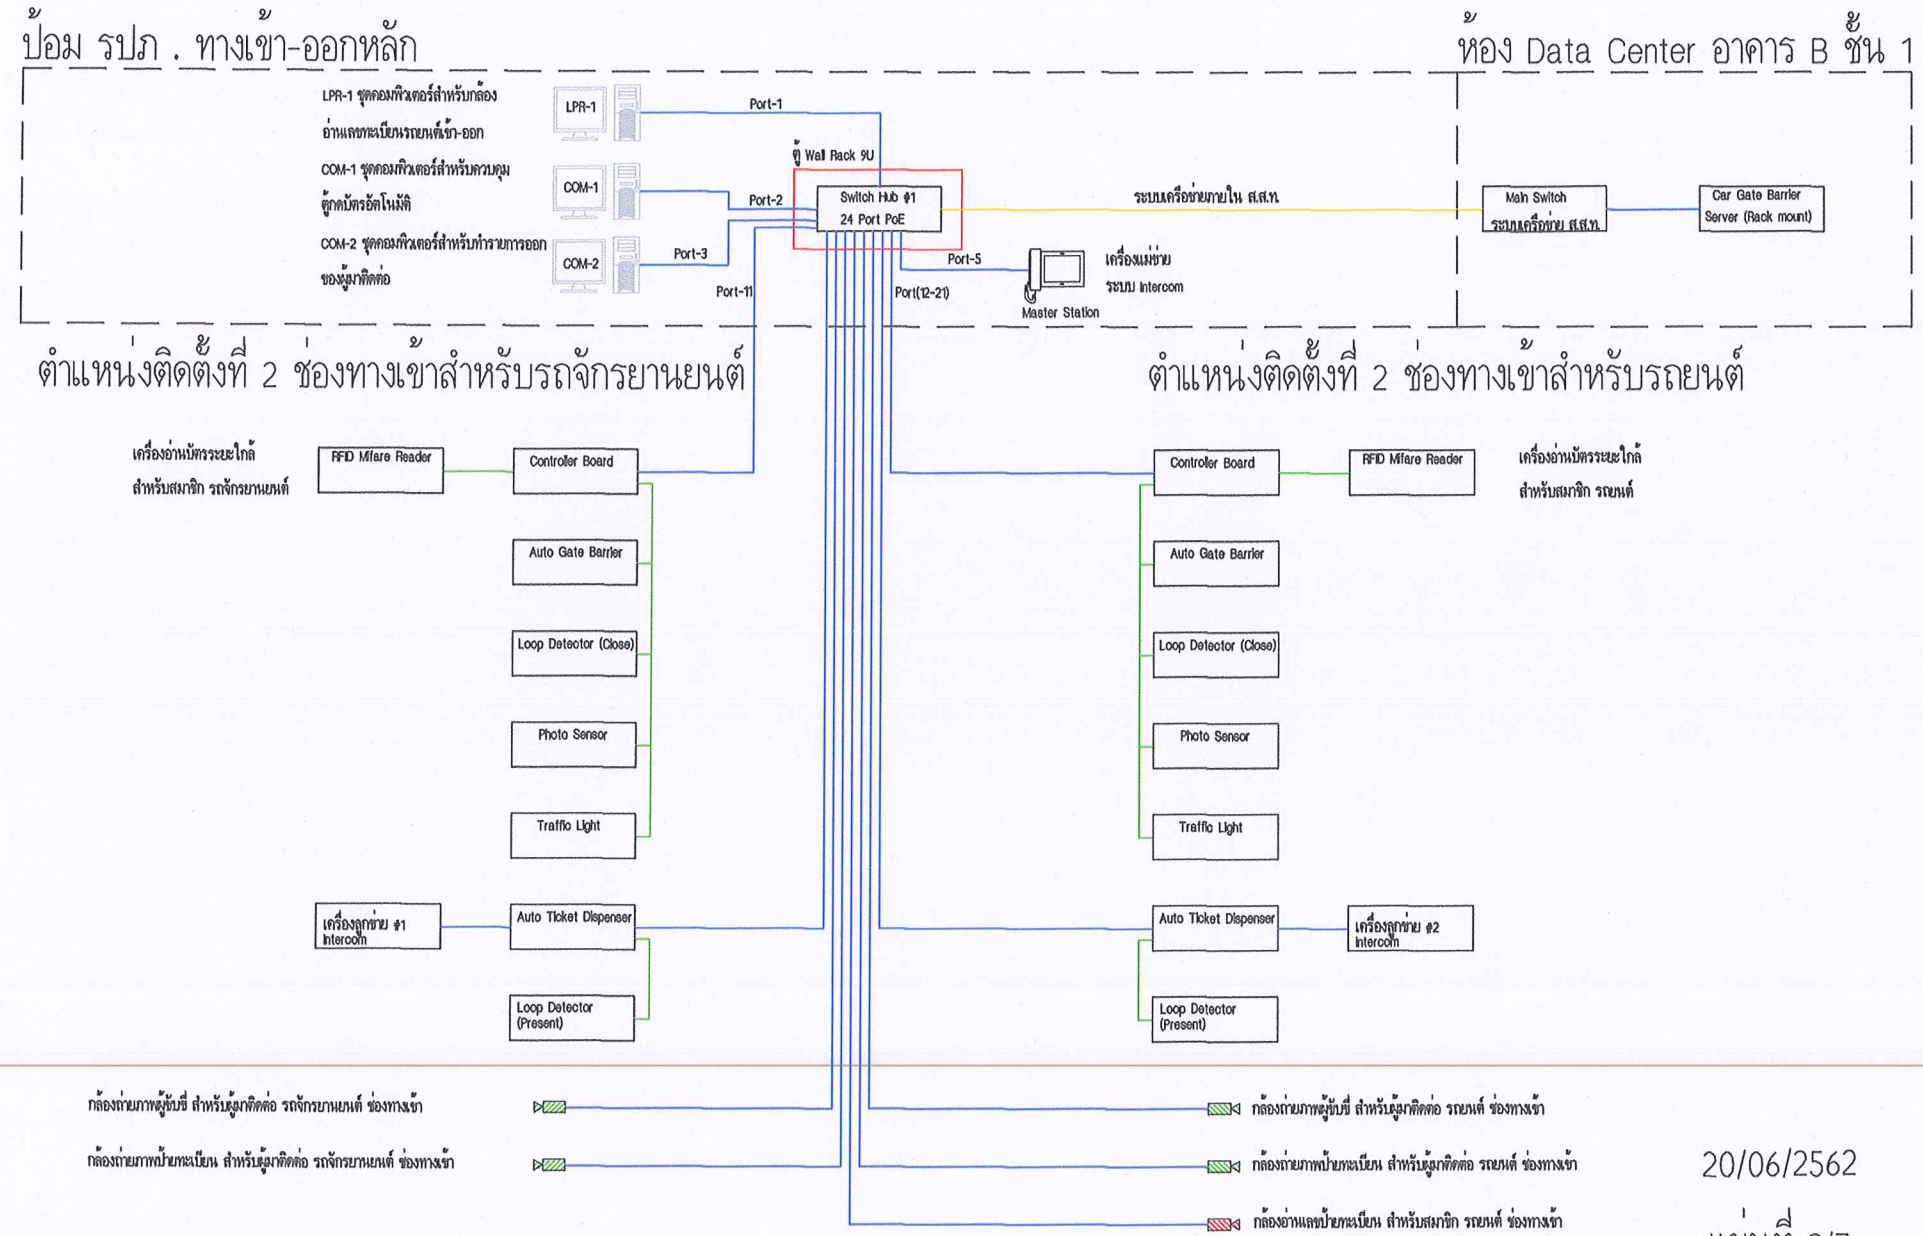 ป้อม รปภ . ทางเข้า-ออกหลัก
ห้อง Data Center อาคาร B ชั้น 1
LPR-1 ชุดคอมพิวเตอร์สำหรับกล้อง
อ่านเลขทะเบียนรถยนต์เข้า-ออก
LPR-1
Port-1
COM-1 ชุดคอมพิวเตอร์สำหรับควบคุม
ตู้กดบัตรอัตโนมัติ
COM-1
Port-2
COM-2 ชุดคอมพิวเตอร์สำหรับทำรายการออก
ของผู้มาติดต่อ
COM-2
Port-3
ตู้ Wall Rack 9U
Switch Hub #1
24 Port PoE
ระบบเครือข่ายภายใน ส.ส.ท.
Main Switch
ระบบเครือข่าย ส.ส.ท.
Car Gate Barrier
Server (Rack mount)
Port-5
เครื่องแม่ข่าย
ระบบ Intercom
Master Station
Port-11
Port(12-21)
ตำแหน่งติดตั้งที่ 2 ช่องทางเข้าสำหรับรถจักรยานยนต์
ตำแหน่งติดตั้งที่ 2 ช่องทางเข้าสำหรับรถยนต์
เครื่องอ่านบัตรระยะใกล้
สำหรับสมาชิก รถจักรยานยนต์
RFID Mifare Reader
Controller Board
Controller Board
RFID Mifare Reader
เครื่องอ่านบัตรระยะใกล้
สำหรับสมาชิก รถยนต์
Auto Gate Barrier
Auto Gate Barrier
Loop Detector (Close)
Loop Detector (Close)
Photo Sensor
Photo Sensor
Traffic Light
Traffic Light
เครื่องลูกข่าย #1
Intercom
Auto Ticket Dispenser
Auto Ticket Dispenser
เครื่องลูกข่าย #2
Intercom
Loop Detector
(Present)
Loop Detector
(Present)
กล้องถ่ายภาพผู้ขับขี่ สำหรับผู้มาติดต่อ รถจักรยานยนต์ ช่องทางเข้า
กล้องถ่ายภาพผู้ขับขี่ สำหรับผู้มาติดต่อ รถยนต์ ช่องทางเข้า
กล้องถ่ายภาพป้ายทะเบียน สำหรับผู้มาติดต่อ รถจักรยานยนต์ ช่องทางเข้า
กล้องถ่ายภาพป้ายทะเบียน สำหรับผู้มาติดต่อ รถยนต์ ช่องทางเข้า
20/06/2562
กล้องอ่านเลขป้ายทะเบียน สำหรับสมาชิก รถยนต์ ช่องทางเข้า